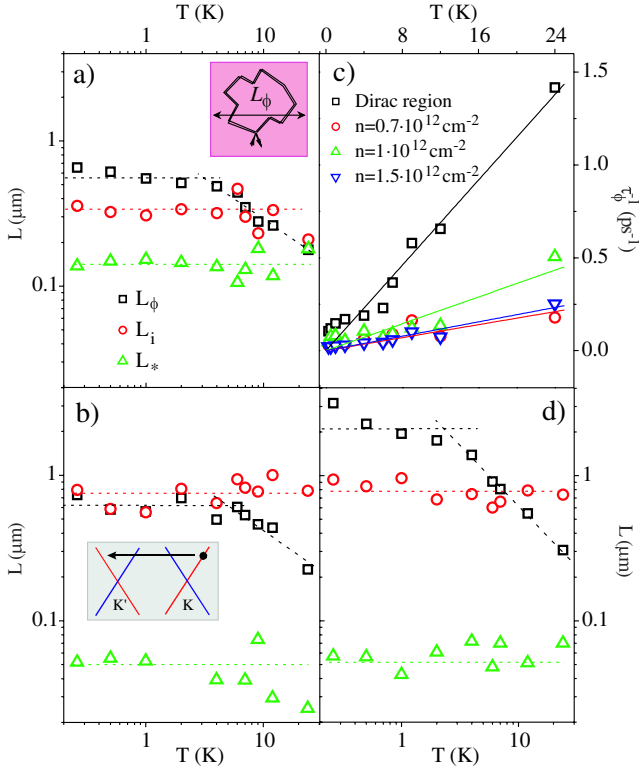 T (K)
T (K)
1
10
0
8
16
24
a)
L_ϕ
c)
1.5
Dirac region
n=0.7·10^12 cm^-2
n=1·10^12 cm^-2
n=1.5·10^12 cm^-2
1
1.0
L (μm)
τ_ϕ^-1 (ps^-1)
0.5
0.1
L_ϕ
L_i
L_*
0.0
b)
d)
1
1
L (μm)
L (μm)
K'
K
0.1
0.1
1
10
1
10
T (K)
T (K)